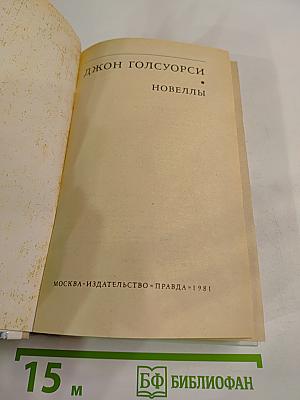 ДЖОН ГОЛСУОРСИ
•
НОВЕЛЛЫ
МОСКВА•ИЗДАТЕЛЬСТВО«ПРАВДА»1981
15 м
БФ БИБЛИОФАН